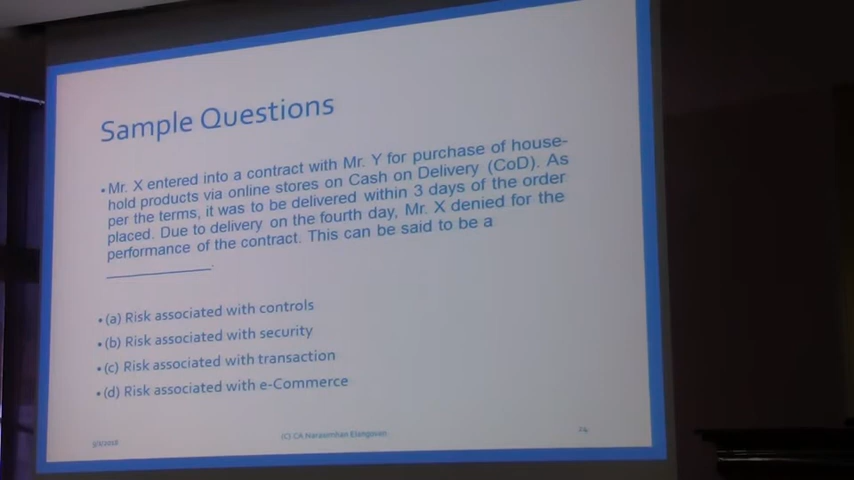 Sample Questions
• Mr. X entered into a contract with Mr. Y for purchase of house-
hold products via online stores on Cash on Delivery (CoD). As
per the terms, it was to be delivered within 3 days of the order
placed. Due to delivery on the fourth day, Mr. X denied for the
performance of the contract. This can be said to be a
____________.
• (a) Risk associated with controls
• (b) Risk associated with security
• (c) Risk associated with transaction
• (d) Risk associated with e-Commerce
(C) CA Narasimhan Elangovan